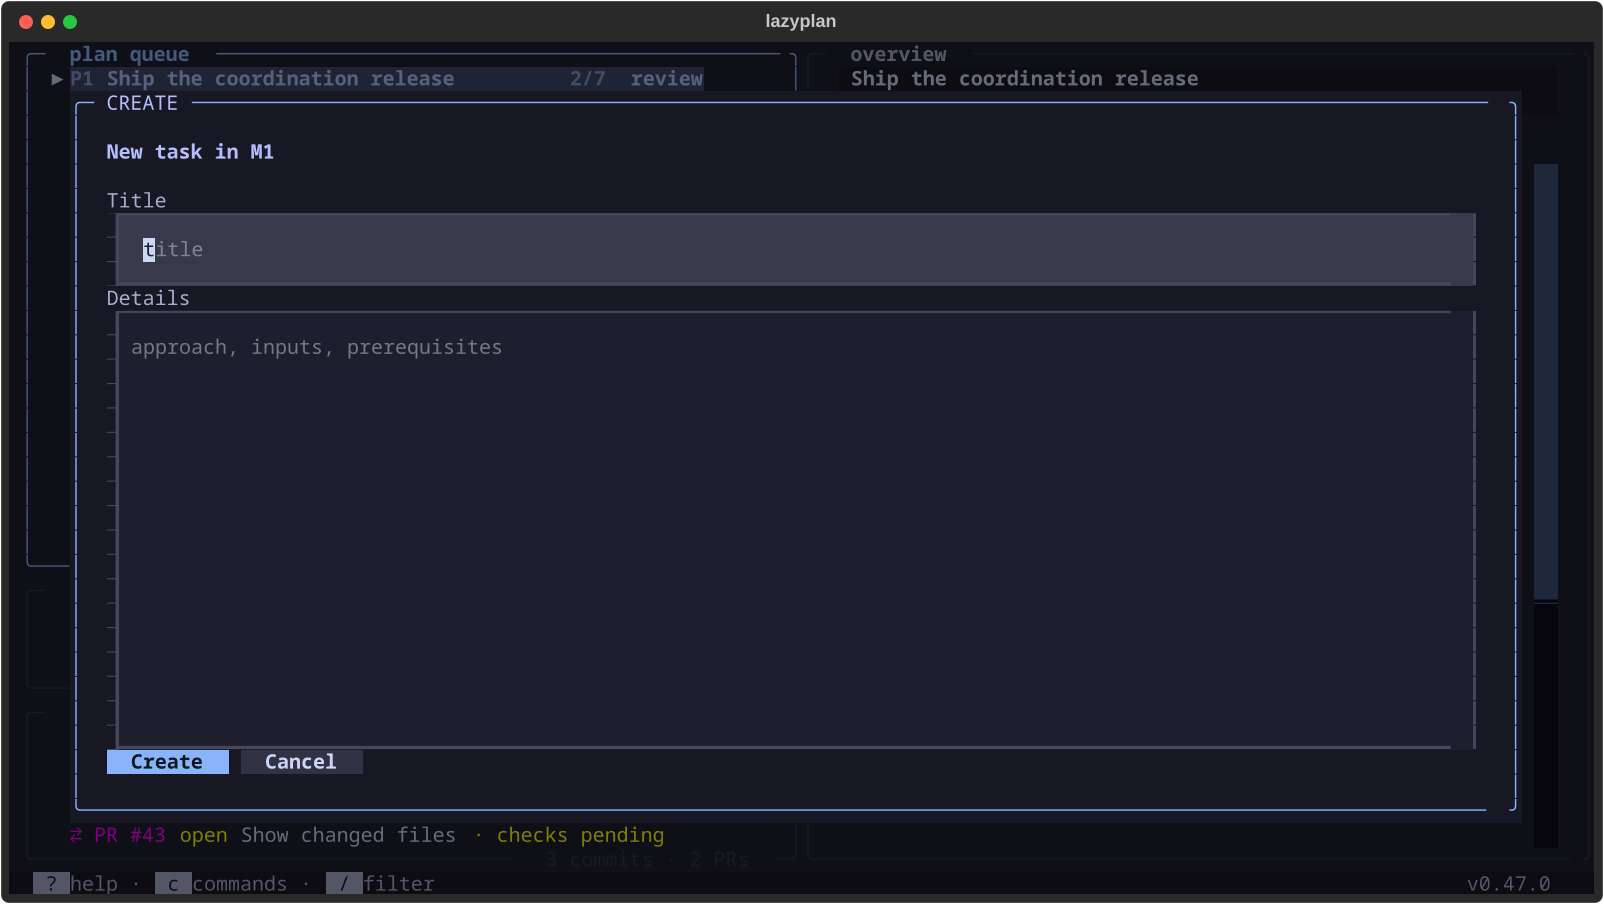 lazyplan
plan queue
overview
▶ P1 Ship the coordination release 2/7 review
Ship the coordination release
CREATE
New task in M1
Title
title
Details
approach, inputs, prerequisites
Create Cancel
⇄ PR #43 open Show changed files · checks pending
3 commits · 2 PRs
? help · c commands · / filter
v0.47.0